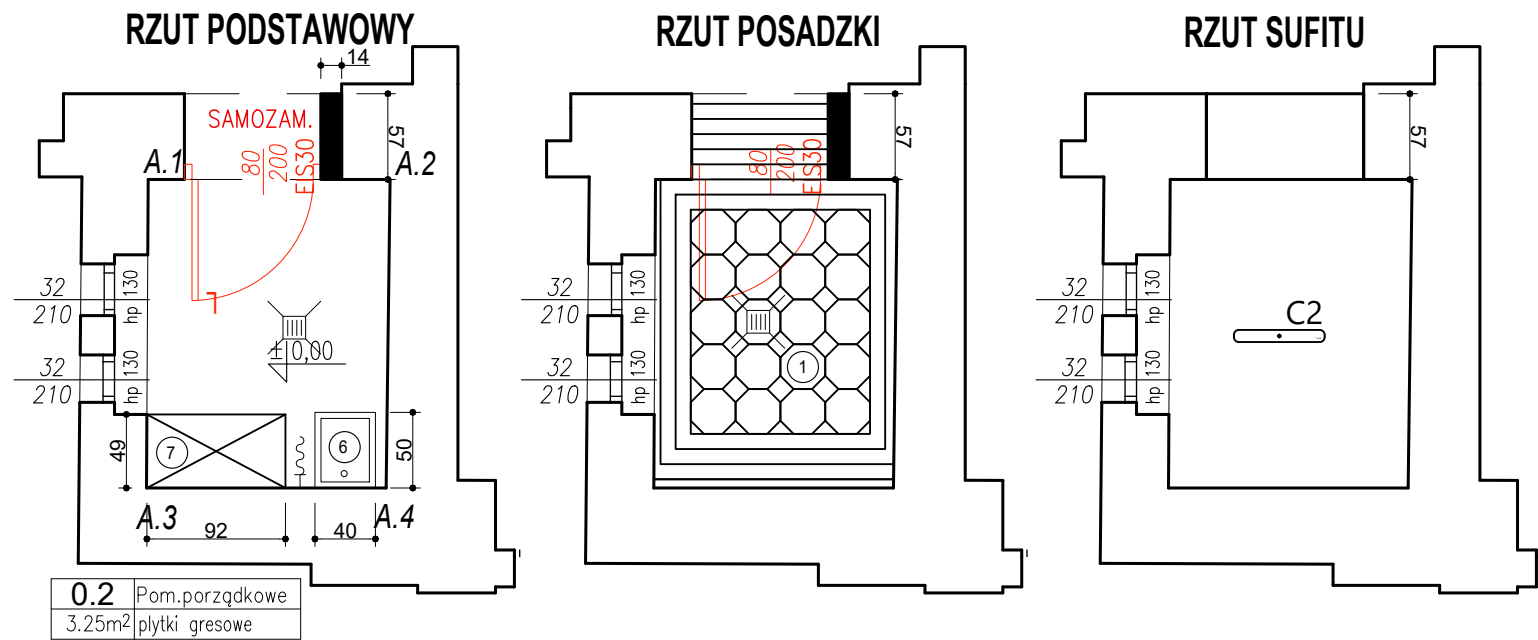 RZUT PODSTAWOWY
14
SAMOZAM.
57
A.1
80
200
EIS30
A.2
32
210
hp 130
32
210
hp 130
±0,00
49
7
6
50
A.3
92
40
A.4
0.2 Pom.porządkowe
3.25m² plytki gresowe
RZUT POSADZKI
57
80
200
EIS30
32
210
hp 130
32
210
hp 130
1
RZUT SUFITU
57
32
210
hp 130
32
210
hp 130
C2